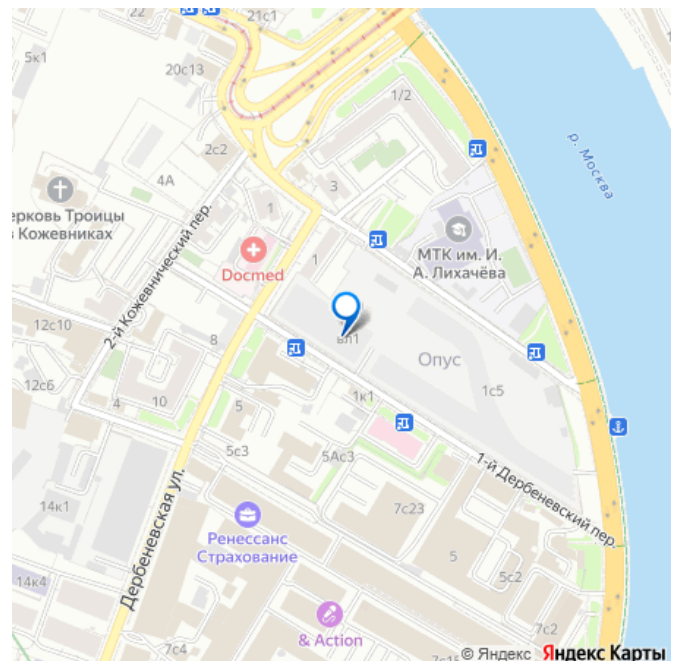 21с1
5к1
20с13
1/2
2с2
4А
3
р. Москва
ерковь Троицы
в Кожевниках
1
МТК им. И.
А. Лихачёва
Docmed
1
2-й Кожевнический пер.
12с10
8
вл1
Опус
12с6
4
10
5
1к1
1с5
5с3
5Ас3
1-й Дербеневский пер.
14к1
Дербеневская ул.
7с23
Ренессанс
Страхование
5
5с2
14к4
& Action
7с2
7с4
© Яндекс Яндекс Карты